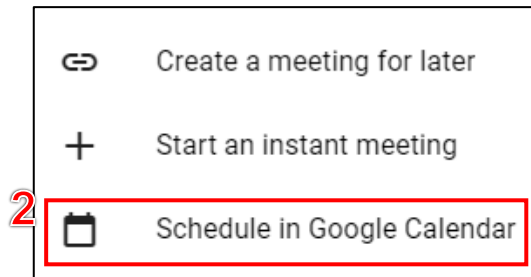 Create a meeting for later
Start an instant meeting
2
Schedule in Google Calendar